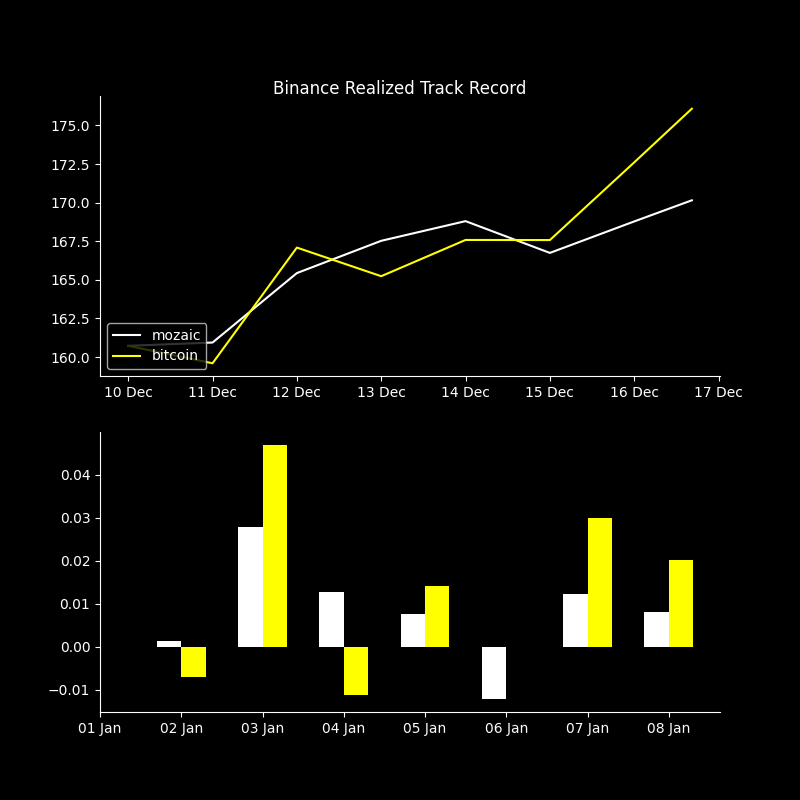 Binance Realized Track Record
175.0
172.5
170.0
167.5
165.0
162.5
160.0
mozaic
bitcoin
10 Dec 11 Dec 12 Dec 13 Dec 14 Dec 15 Dec 16 Dec 17 Dec
0.04
0.03
0.02
0.01
0.00
−0.01
01 Jan 02 Jan 03 Jan 04 Jan 05 Jan 06 Jan 07 Jan 08 Jan